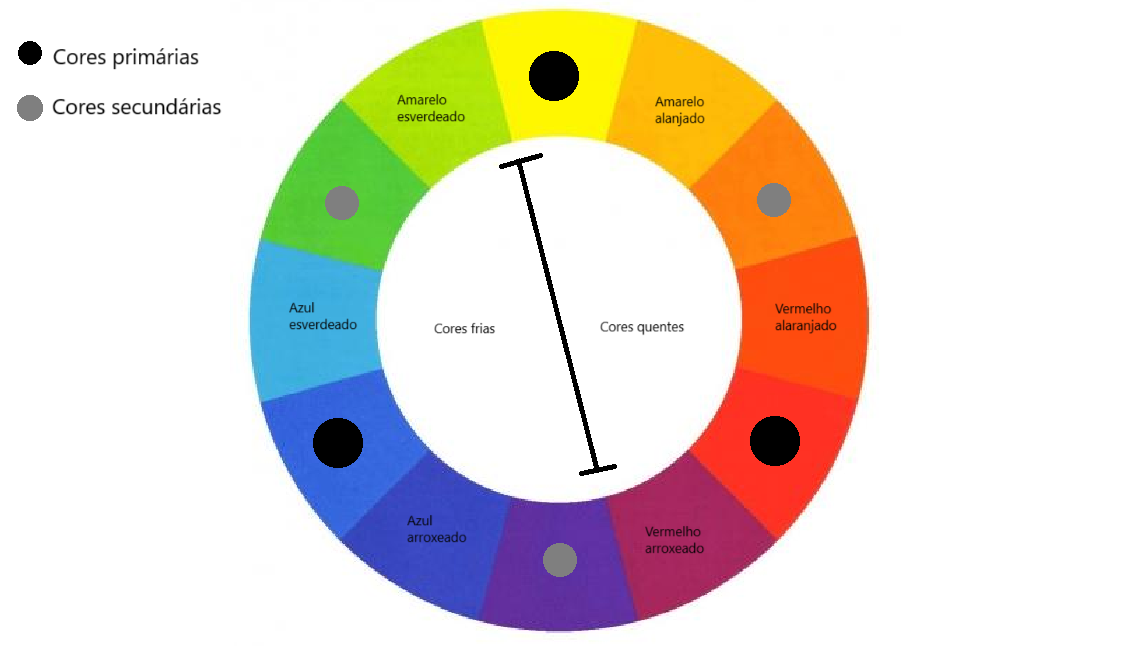 Cores primárias
Cores secundárias
Amarelo
esverdeado
Amarelo
alanjado
Azul
esverdeado
Cores frias
Cores quentes
Vermelho
alaranjado
Azul
arroxeado
Vermelho
arroxeado